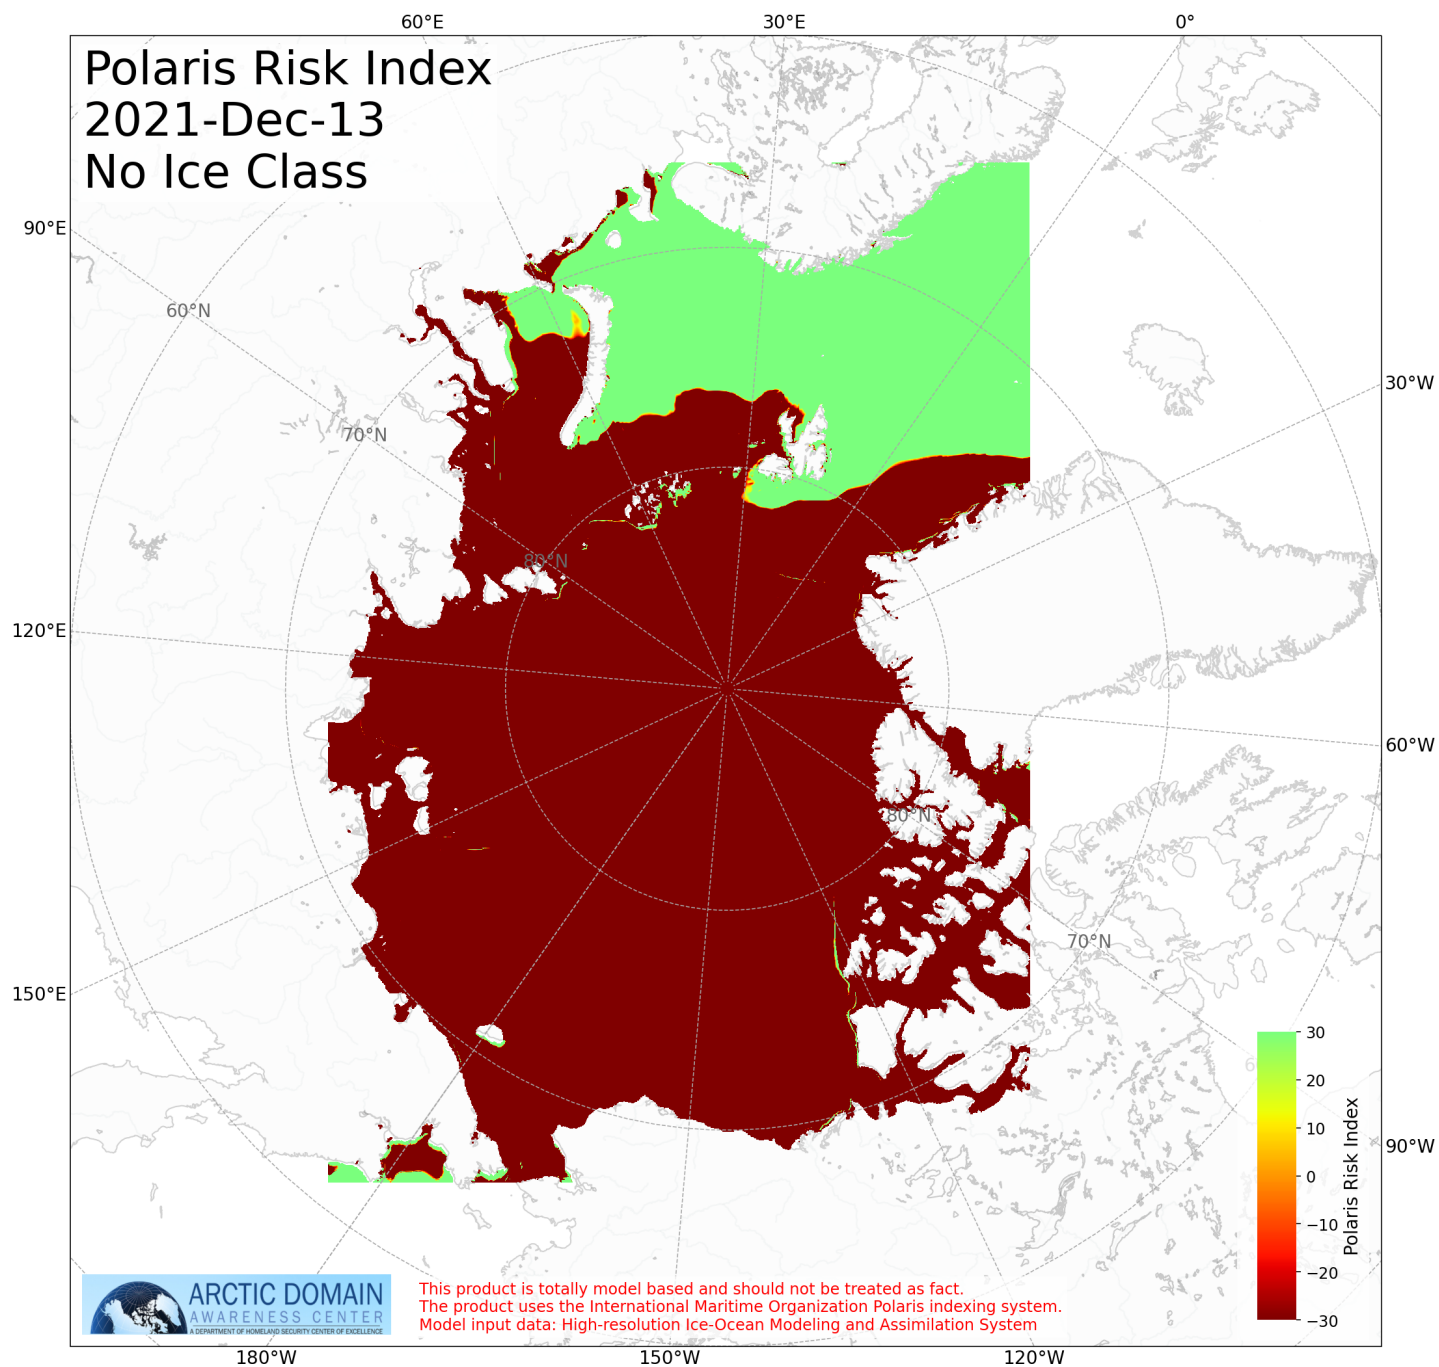 60°E 30°E 0°
Polaris Risk Index
2021-Dec-13
No Ice Class
90°E
60°N
30°W
70°N
80°N
120°E
60°W
80°N
70°N
150°E
30
20
10
0
−10
−20
−30
Polaris Risk Index
90°W
ARCTIC DOMAIN
AWARENESS CENTER
A DEPARTMENT OF HOMELAND SECURITY CENTER OF EXCELLENCE
This product is totally model based and should not be treated as fact.
The product uses the International Maritime Organization Polaris indexing system.
Model input data: High-resolution Ice-Ocean Modeling and Assimilation System
180°W 150°W 120°W